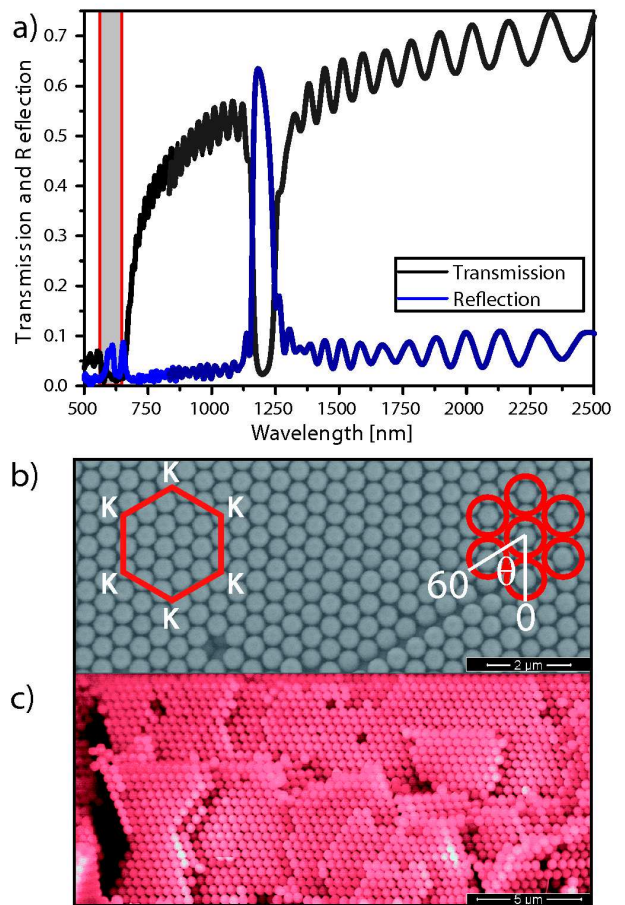 a)
Transmission and Reflection
0.7
0.6
0.5
0.4
0.3
0.2
0.1
0.0
Transmission
Reflection
500 750 1000 1250 1500 1750 2000 2250 2500
Wavelength [nm]
b)
K
K K
K K
K
60
θ
0
2 µm
c)
5 µm